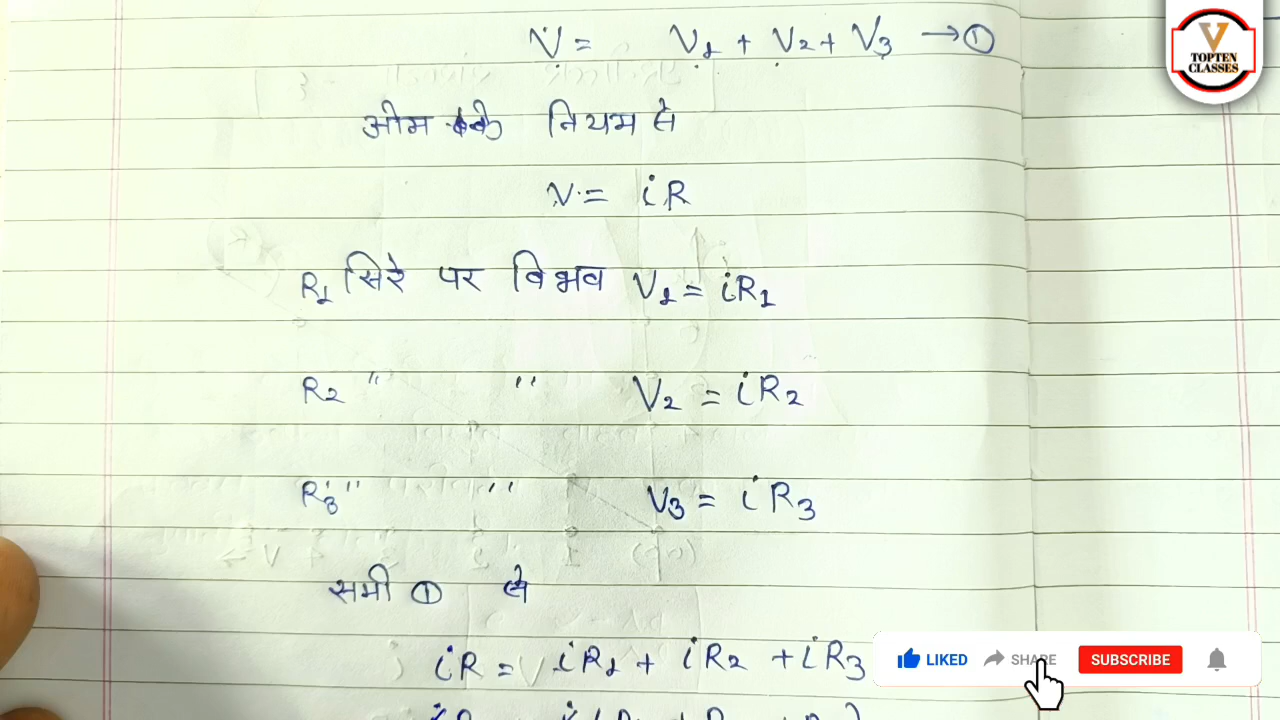 V = V1 + V2 + V3 → ①
V TOPTEN CLASSES
ओम के नियम से
V = iR
R1 सिरे पर विभव V1 = iR1
R2 " " V2 = iR2
R3 " " V3 = iR3
समी ① से
iR = iR1 + iR2 + iR3
LIKED SHARE SUBSCRIBE